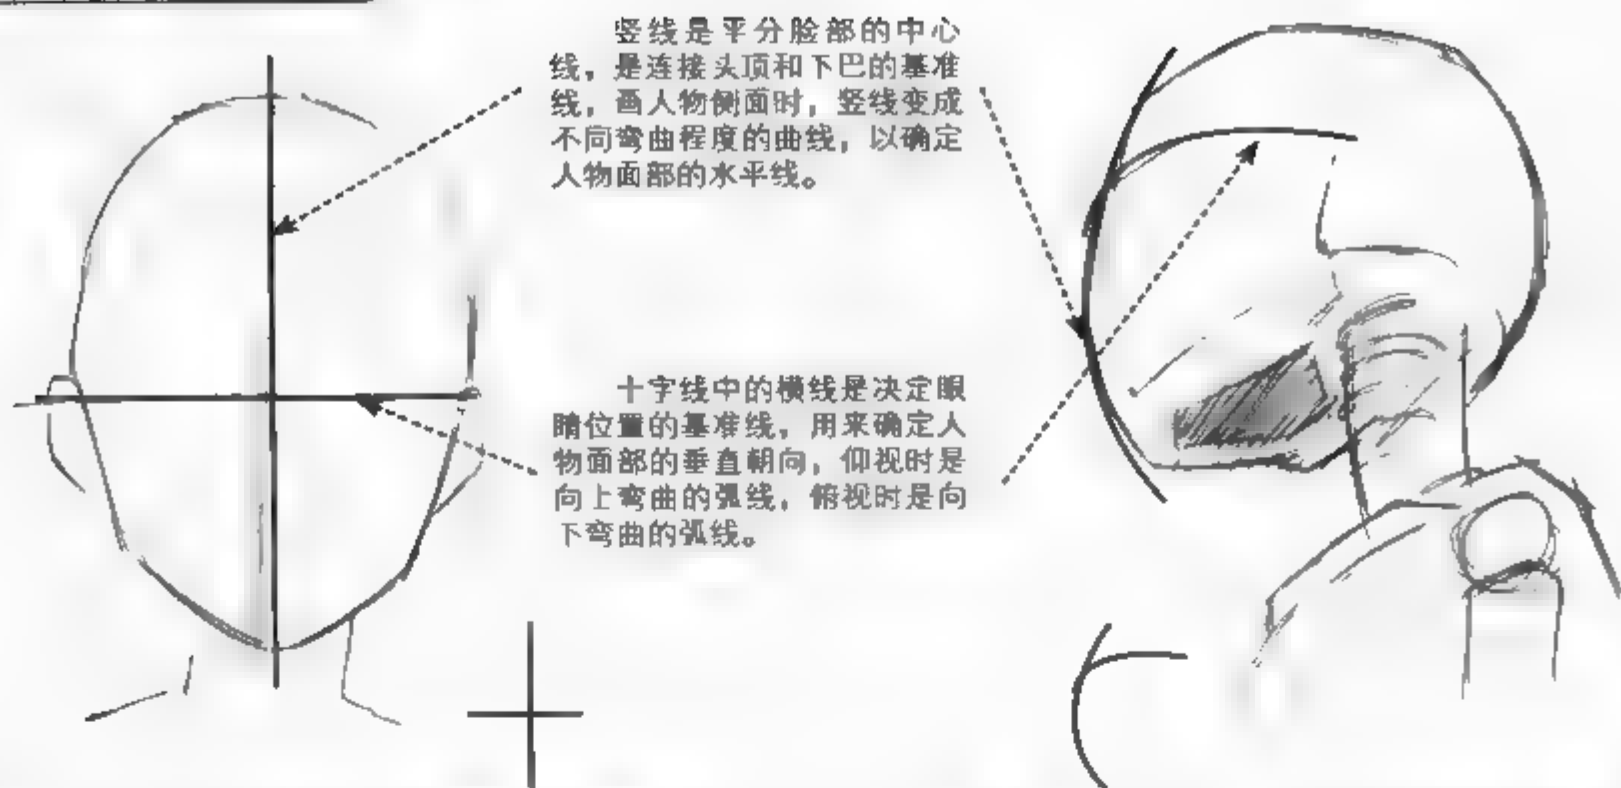 竖线是平分脸部的中心
线，是连接头顶和下巴的基准
线，画人物侧面时，竖线变成
不同弯曲程度的曲线，以确定
人物面部的水平线。
十字线中的横线是决定眼
睛位置的基准线，用来确定人
物面部的垂直朝向，仰视时是
向上弯曲的弧线，俯视时是向
下弯曲的弧线。